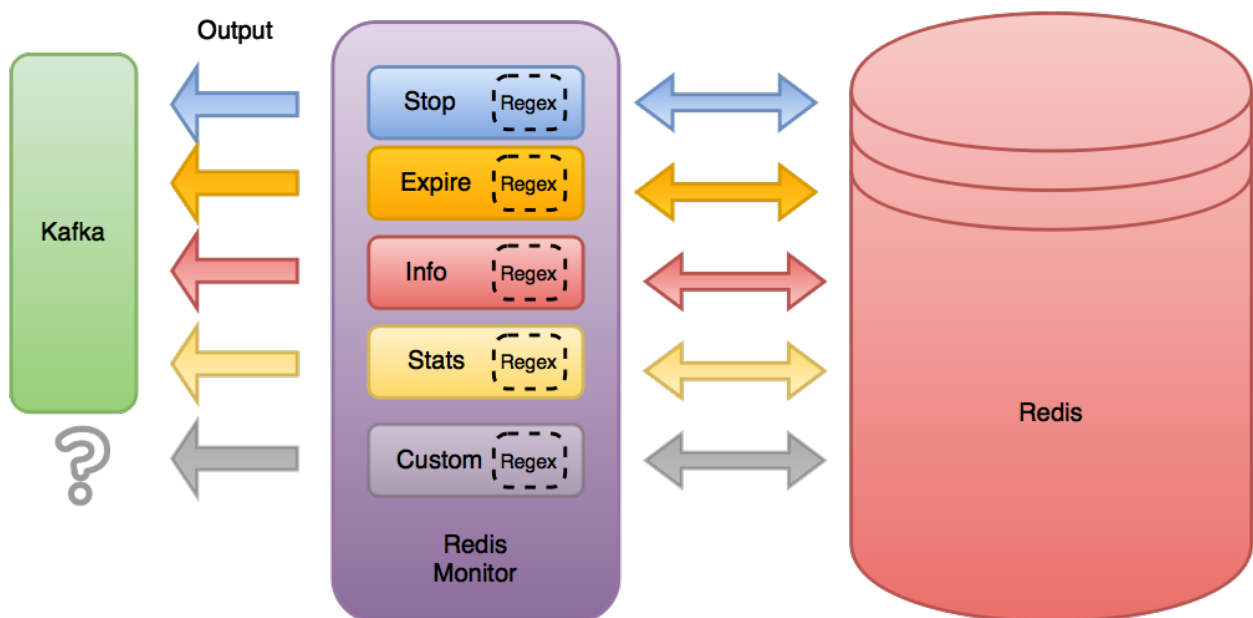 Output
Stop Regex
Expire Regex
Kafka
Info Regex
Stats Regex
Redis
Custom Regex
?
Redis
Monitor